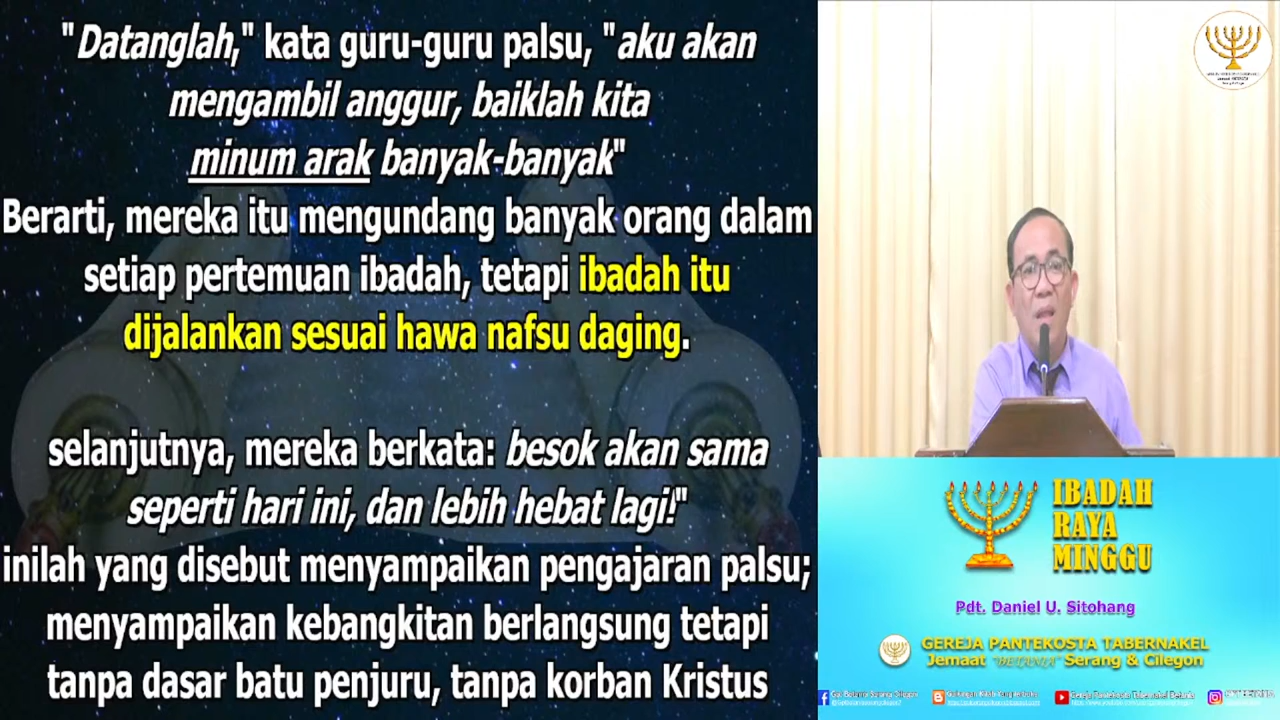 "Datanglah," kata guru-guru palsu, "aku akan
mengambil anggur, baiklah kita
minum arak banyak-banyak"
Berarti, mereka itu mengundang banyak orang dalam
setiap pertemuan ibadah, tetapi ibadah itu
dijalankan sesuai hawa nafsu daging.
selanjutnya, mereka berkata: besok akan sama
seperti hari ini, dan lebih hebat lagi!"
inilah yang disebut menyampaikan pengajaran palsu;
menyampaikan kebangkitan berlangsung tetapi
tanpa dasar batu penjuru, tanpa korban Kristus
IBADAH
RAYA
MINGGU
Pdt. Daniel U. Sitohang
GEREJA PANTEKOSTA TABERNAKEL
Jemaat "BETANIA" Serang & Cilegon